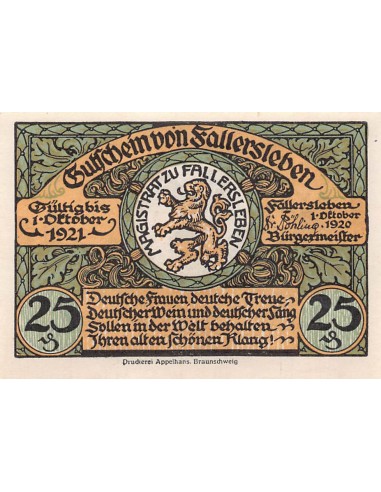 Gutschein von Fallersleben
Gültig bis
1. Oktober
1921
MAGISTRAT ZU FALLERSLEBEN
Fallersleben
1. Oktober
1920
Bürgermeister
Deutsche Frauen deutche Treue
Deutscher Wein und deutscher Sang
Sollen in der Welt behalten
Ihren alten schönen Klang!
25
25
Druckerei Appelhans, Braunschweig